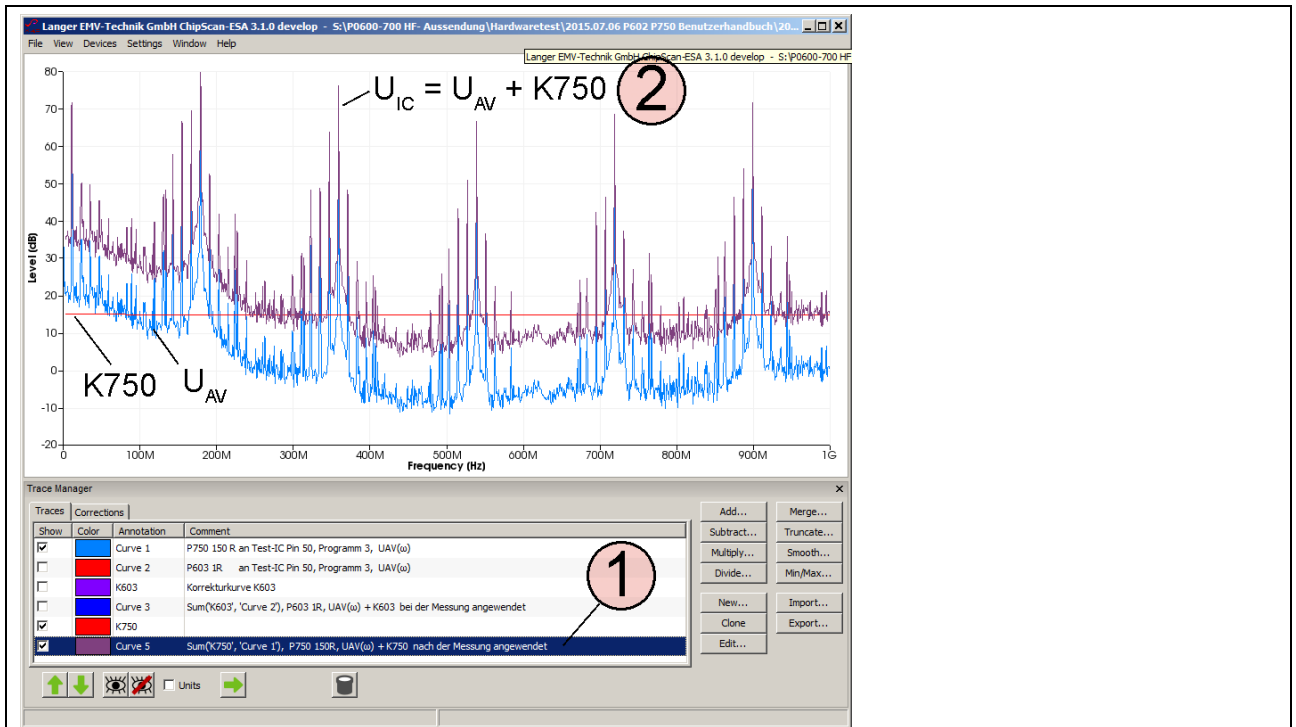 Langer EMV-Technik GmbH ChipScan-ESA 3.1.0 develop - S:\P0600-700 HF- Aussendung\Hardwaretest\2015.07.06 P602 P750 Benutzerhandbuch\20...
File View Devices Settings Window Help
Langer EMV-Technik GmbH ChipScan-ESA 3.1.0 develop - S:\P0600-700 HF
U_IC = U_AV + K750
2
80
70
60
50
40
30
20
10
0
-10
-20
Level (dB)
K750
U_AV
0
100M
200M
300M
400M
500M
600M
700M
800M
900M
1G
Frequency (Hz)
Trace Manager
Traces Corrections
Show Color Annotation Comment
Curve 1 P750 150 R an Test-IC Pin 50, Programm 3, UAV(ω)
Curve 2 P603 1R an Test-IC Pin 50, Programm 3, UAV(ω)
K603 Korrekturkurve K603
Curve 3 Sum('K603', 'Curve 2'), P603 1R, UAV(ω) + K603 bei der Messung angewendet
K750
Curve 5 Sum('K750', 'Curve 1'), P750 150R, UAV(ω) + K750 nach der Messung angewendet
1
Add... Merge...
Subtract... Truncate...
Multiply... Smooth...
Divide... Min/Max...
New... Import...
Clone Export...
Edit...
Units